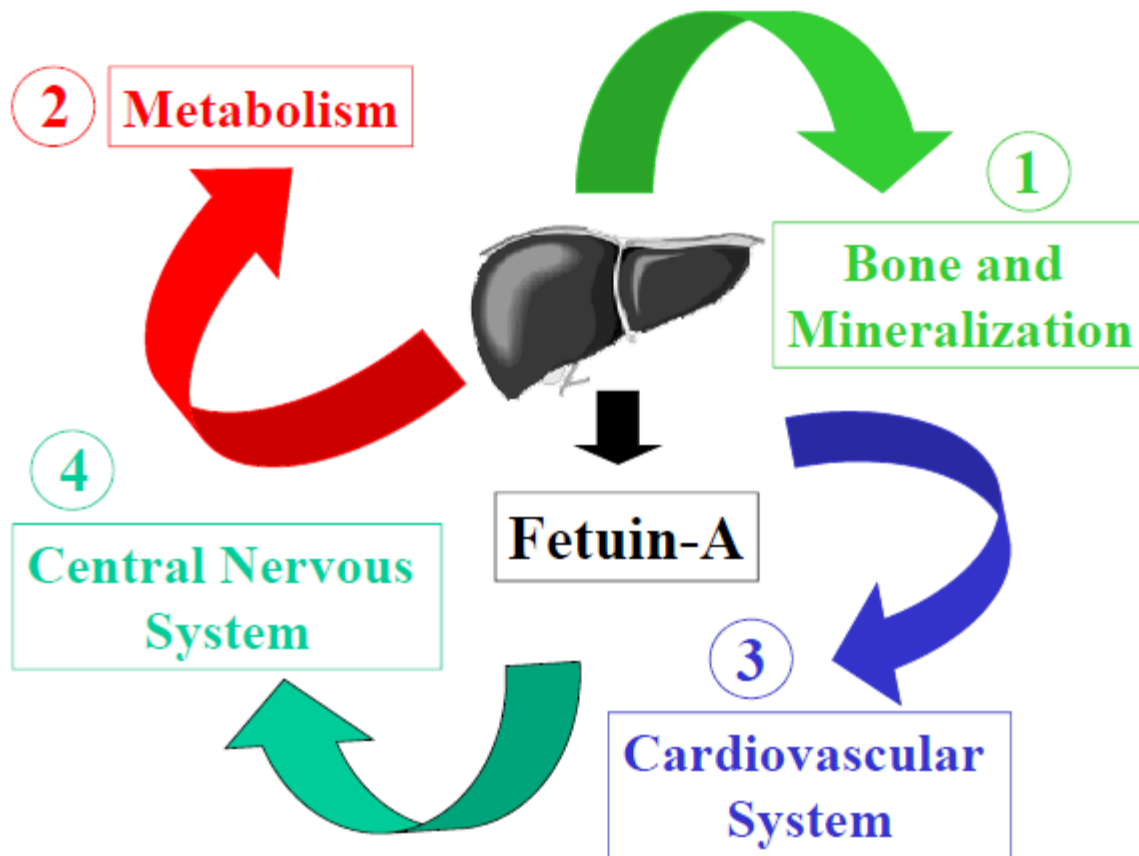 2 Metabolism
1
Bone and
Mineralization
4
Central Nervous
System
Fetuin-A
3
Cardiovascular
System